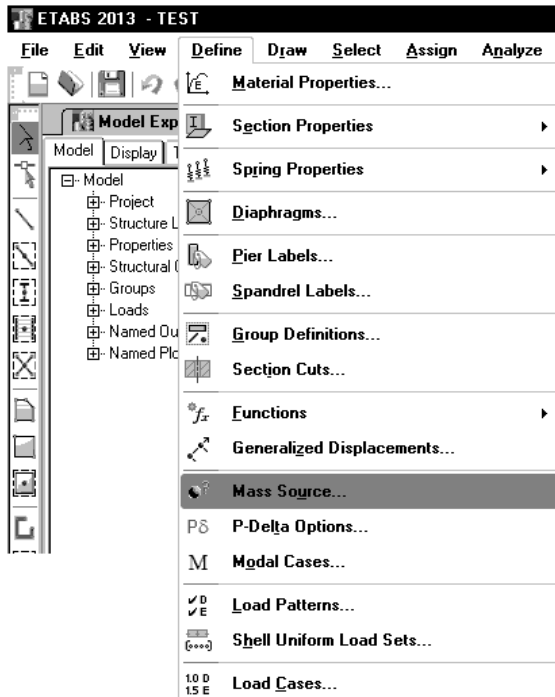 ETABS 2013 - TEST
File Edit View Define Draw Select Assign Analyze
Model Exp
Model Display T
Model
Project
Structure L
Properties
Structural
Groups
Loads
Named Ou
Named Plo
Material Properties...
Section Properties
Spring Properties
Diaphragms...
Pier Labels...
Spandrel Labels...
Group Definitions...
Section Cuts...
fx Functions
Generalized Displacements...
Mass Source...
Pδ P-Delta Options...
M Modal Cases...
D
E Load Patterns...
Shell Uniform Load Sets...
1.0 D
1.5 E Load Cases...